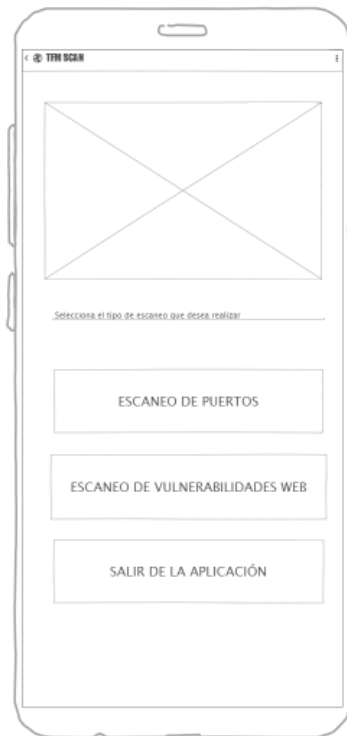 TFM SCAN
Selecciona el tipo de escaneo que desea realizar
ESCANEO DE PUERTOS
ESCANEO DE VULNERABILIDADES WEB
SALIR DE LA APLICACIÓN